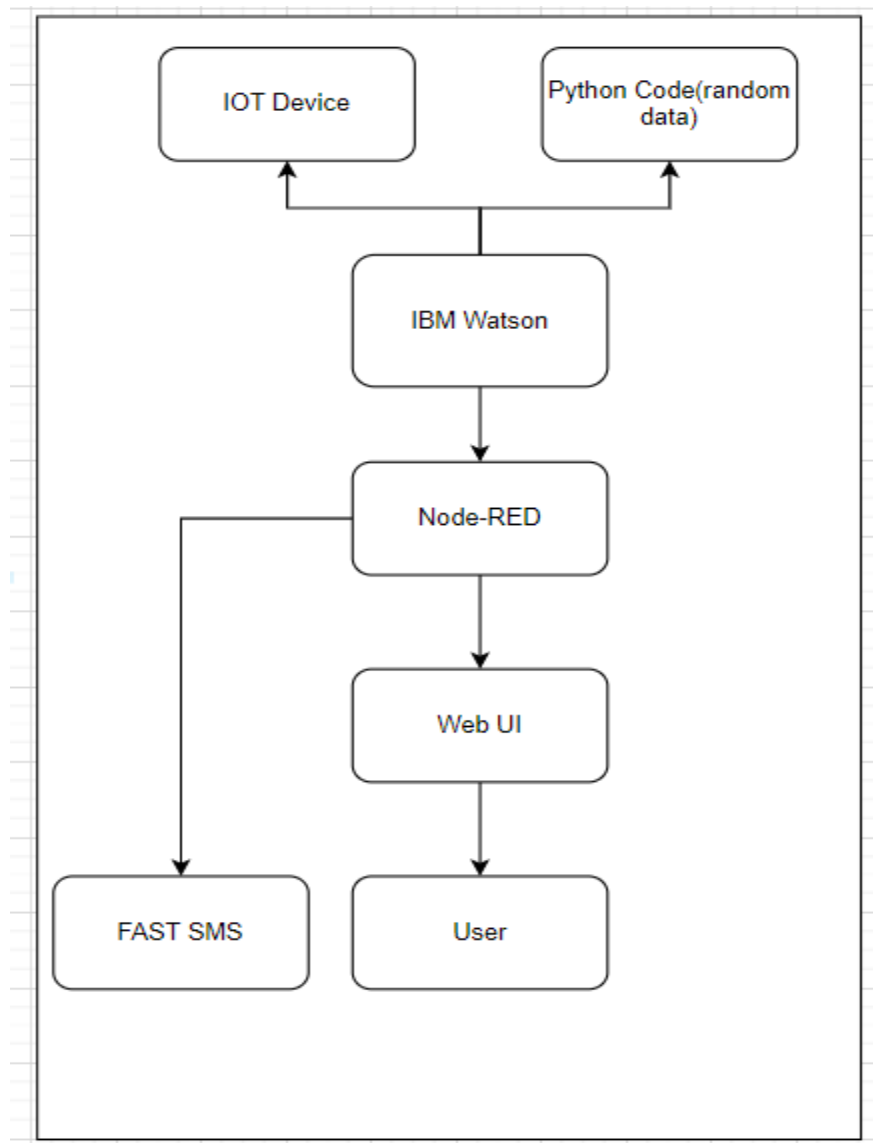 IOT Device
Python Code(random
data)
IBM Watson
Node-RED
Web UI
FAST SMS
User